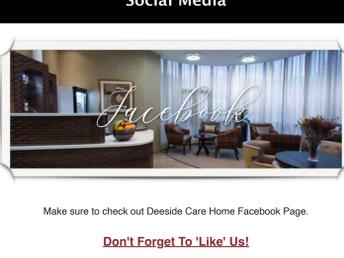 Social Media
Facebook
Make sure to check out Deeside Care Home Facebook Page.
Don't Forget To 'Like' Us!